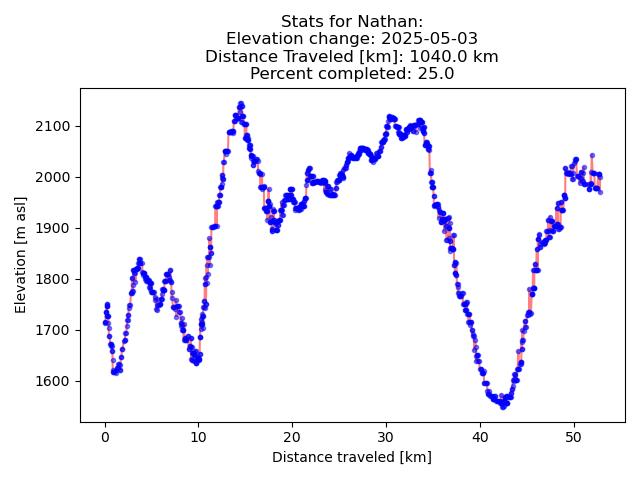 Stats for Nathan:
Elevation change: 2025-05-03
Distance Traveled [km]: 1040.0 km
Percent completed: 25.0
2100
2000
1900
1800
1700
1600
Elevation [m asl]
0 10 20 30 40 50
Distance traveled [km]